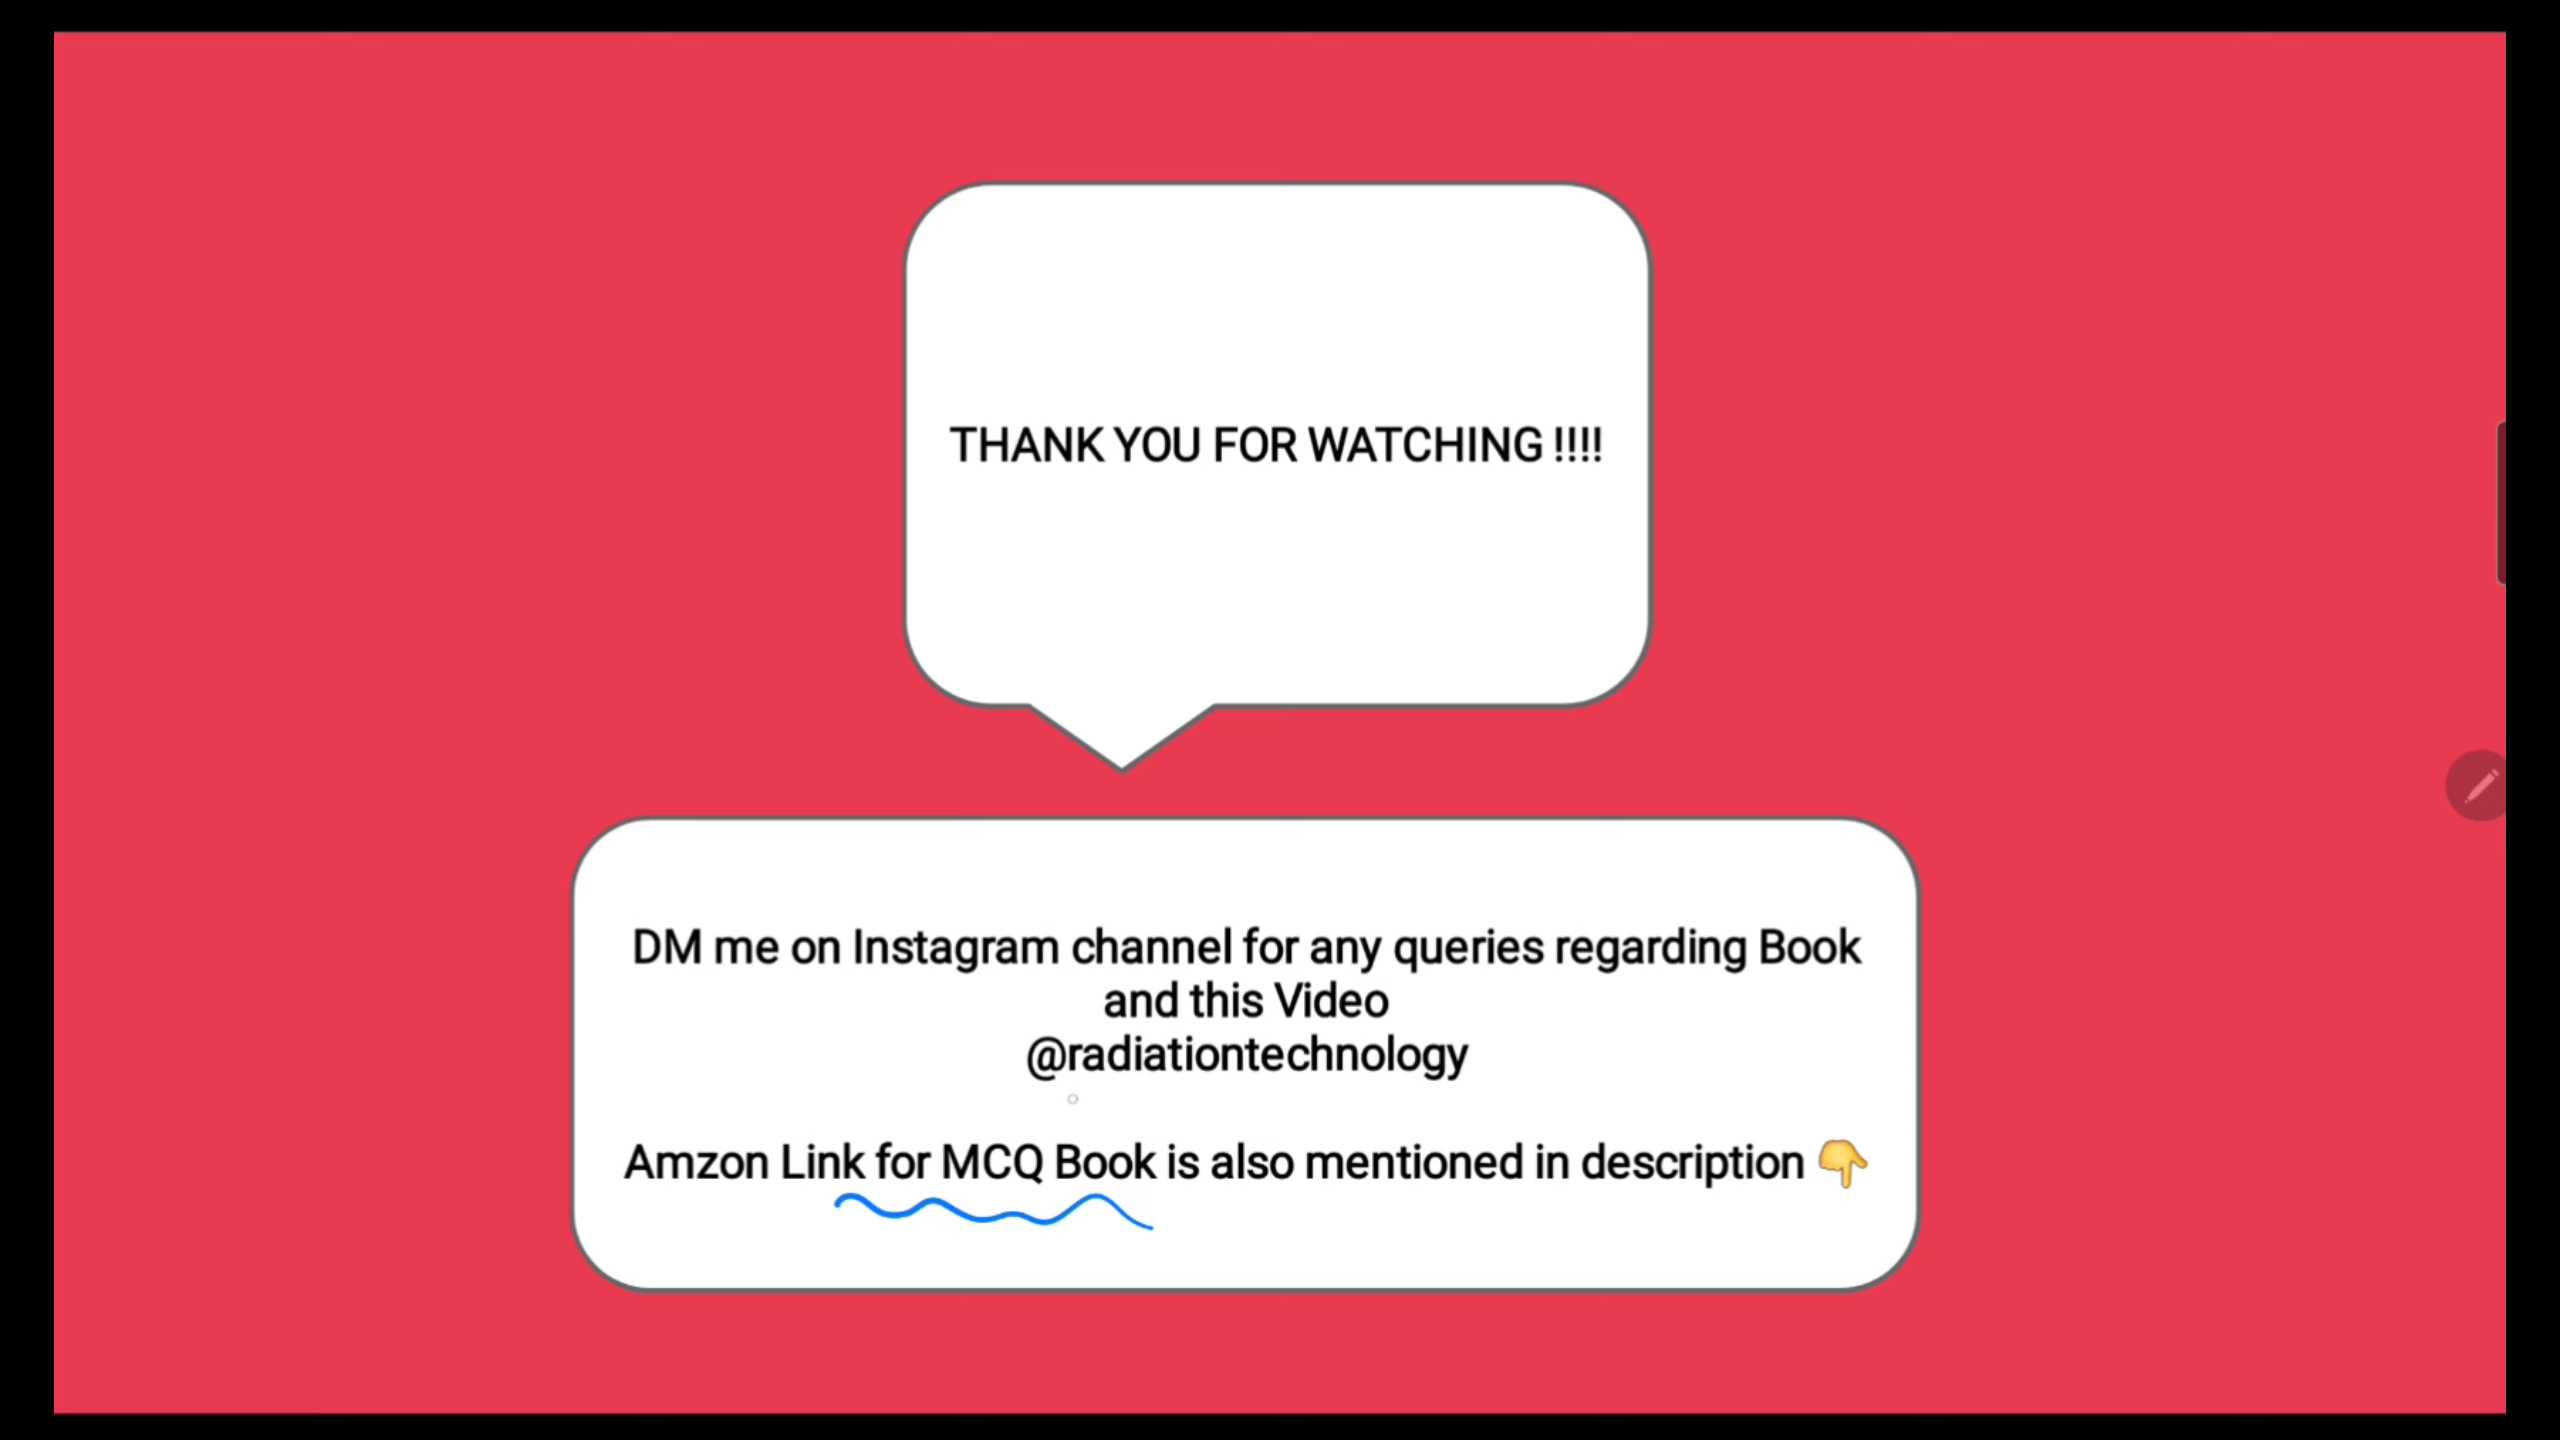 THANK YOU FOR WATCHING !!!!
DM me on Instagram channel for any queries regarding Book
and this Video
@radiationtechnology
Amzon Link for MCQ Book is also mentioned in description 👇